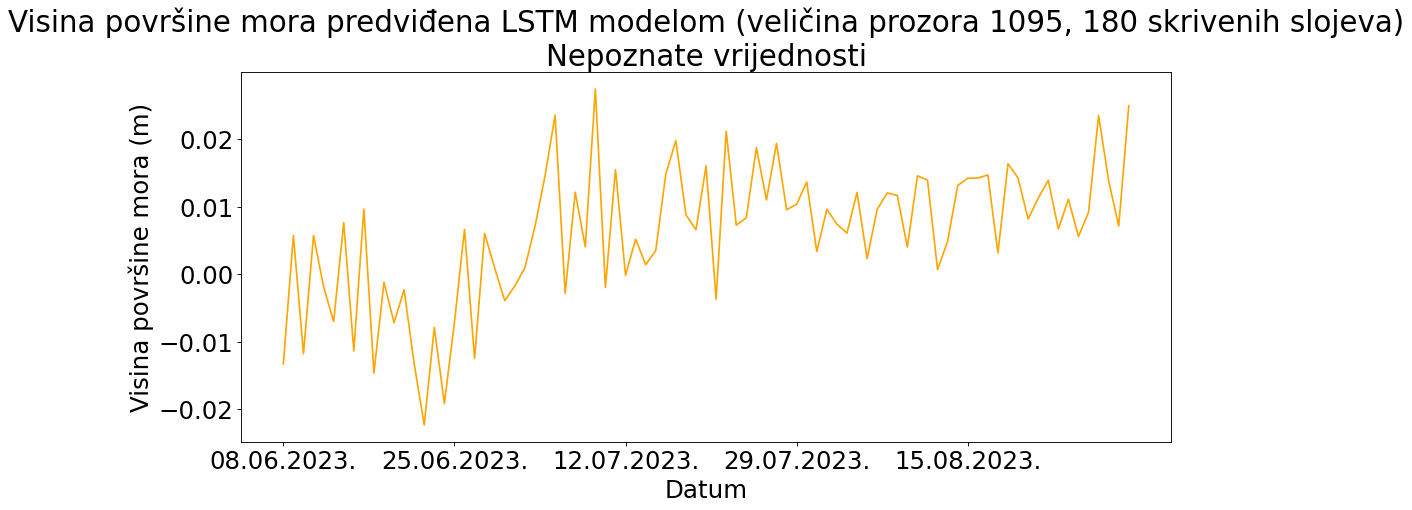 Visina površine mora predviđena LSTM modelom (veličina prozora 1095, 180 skrivenih slojeva)
Nepoznate vrijednosti
Visina površine mora (m)
0.02
0.01
0.00
−0.01
−0.02
08.06.2023. 25.06.2023. 12.07.2023. 29.07.2023. 15.08.2023.
Datum